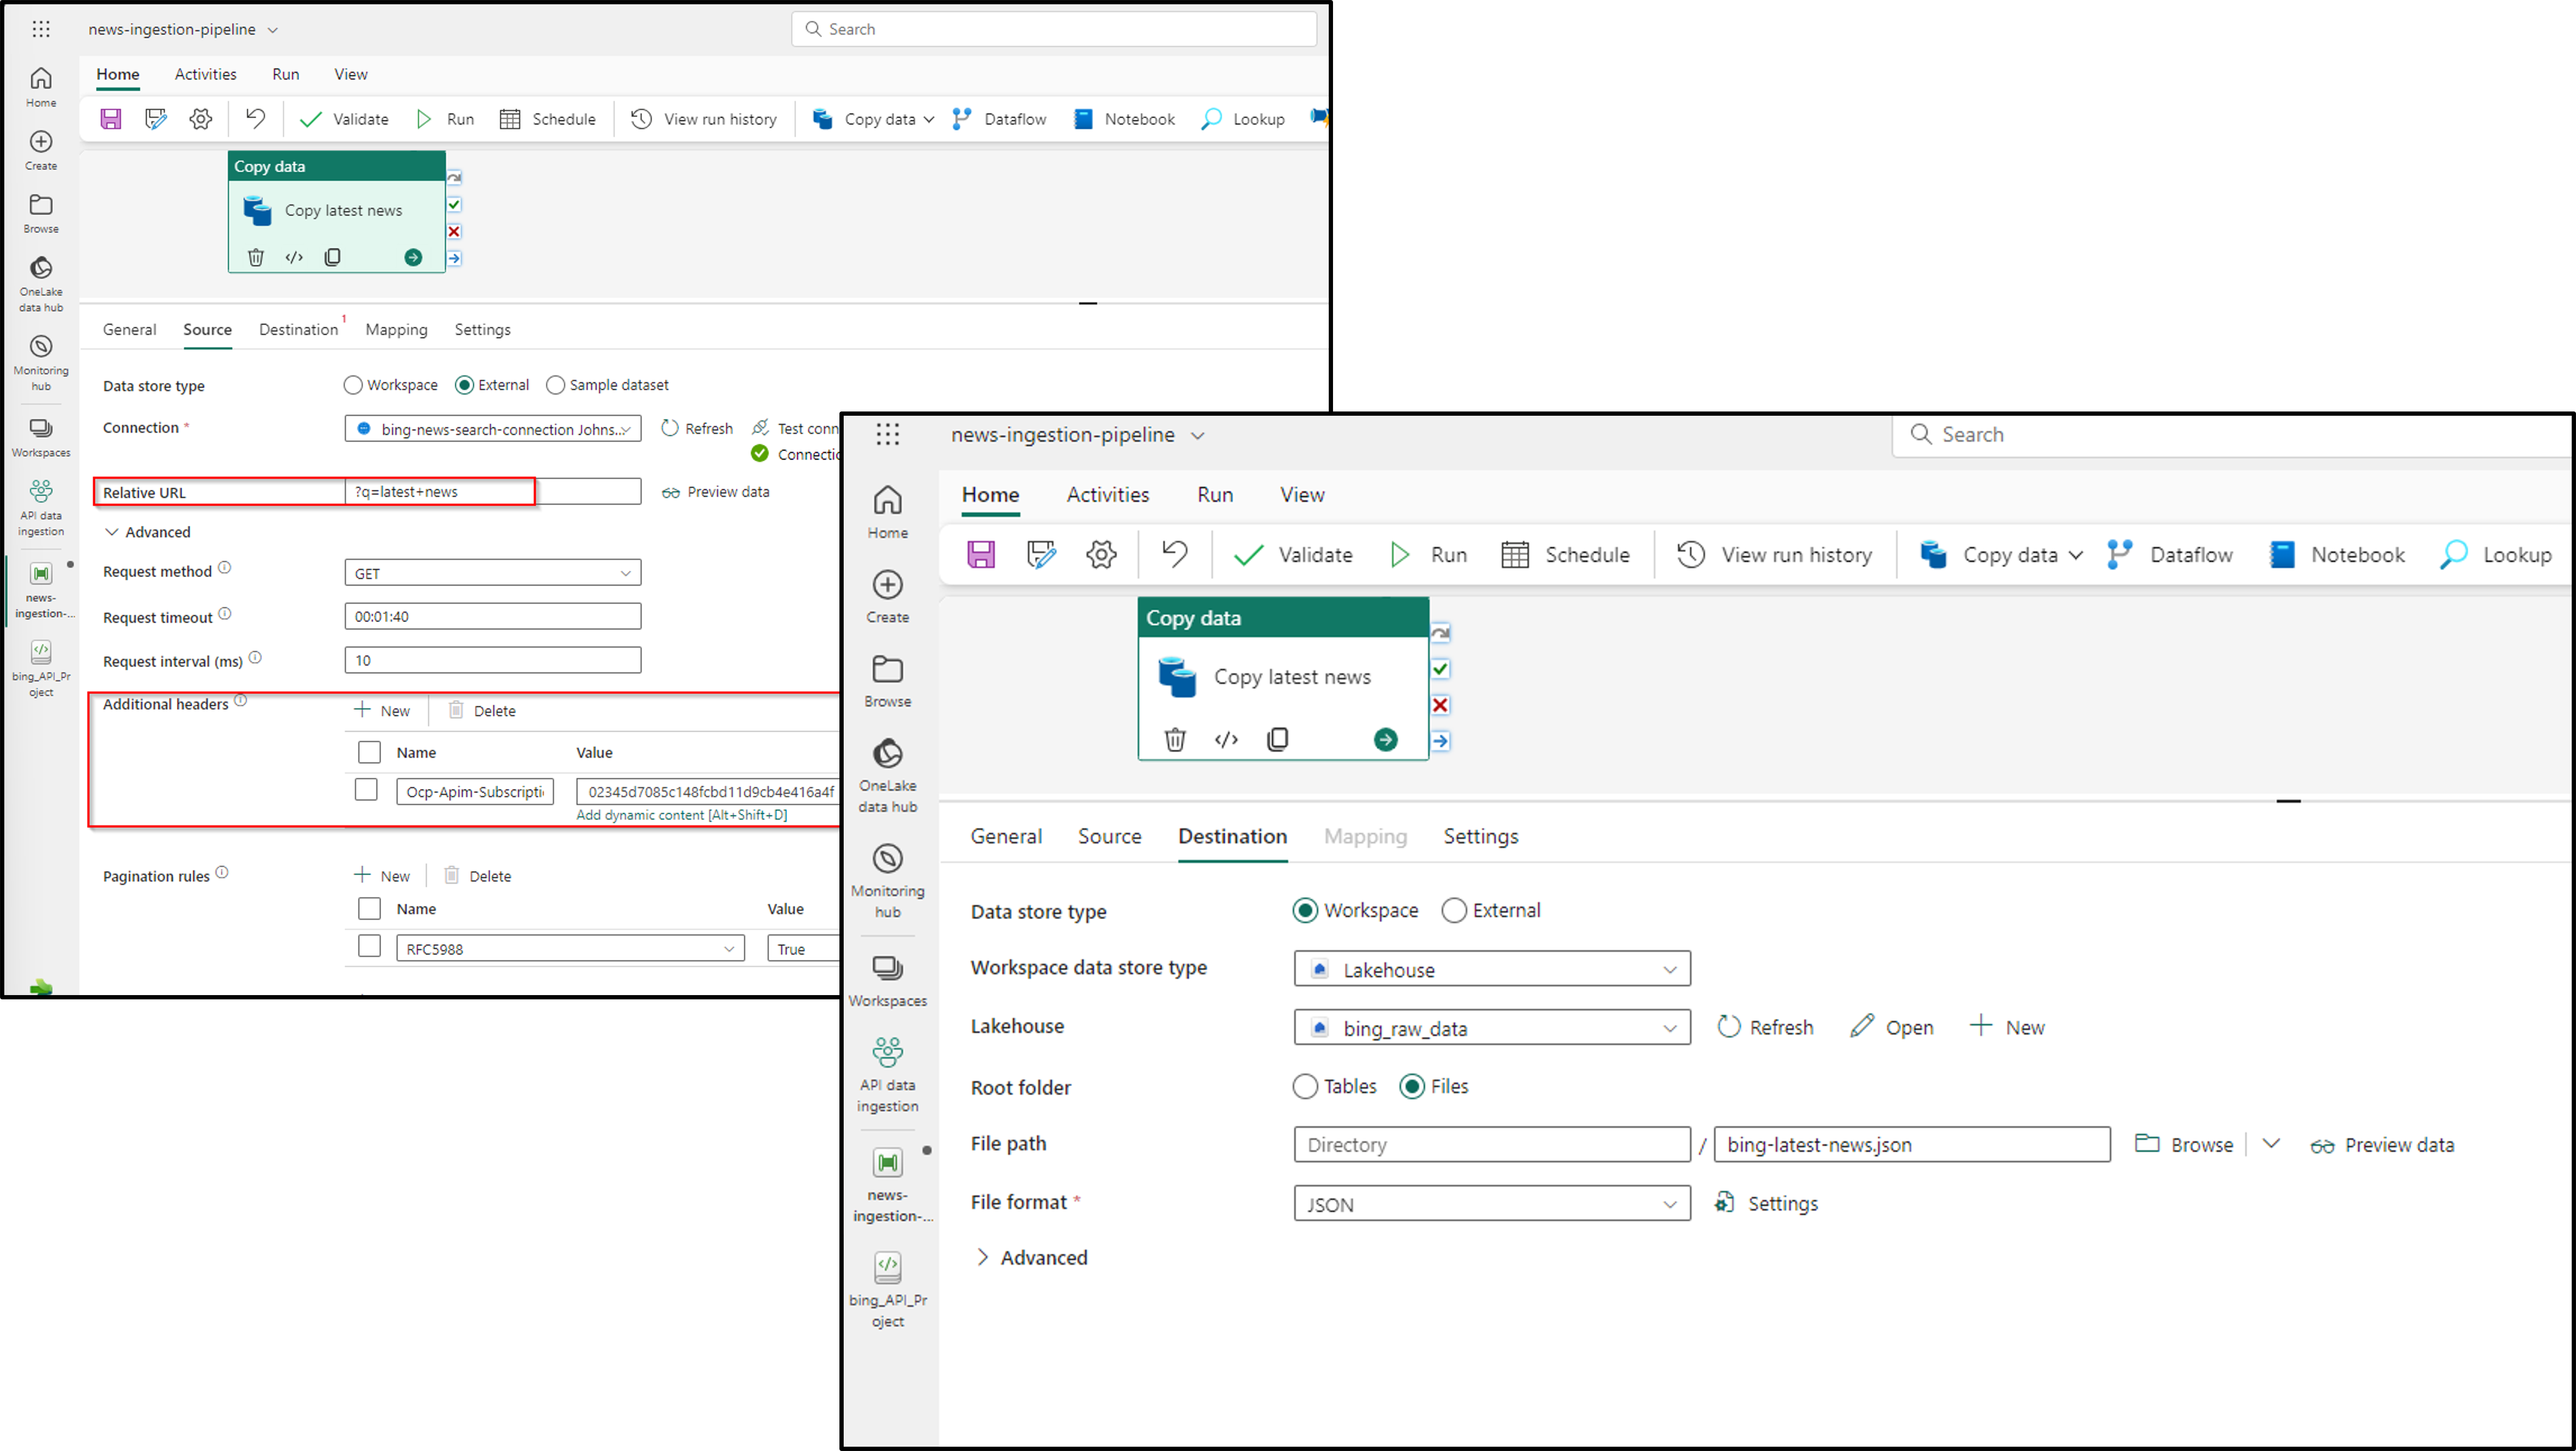 news-ingestion-pipeline
Search
Home Activities Run View
Validate Run Schedule View run history Copy data Dataflow Notebook Lookup
Home
Create
Browse
OneLake
data hub
Monitoring
hub
Workspaces
API data
ingestion
news-
ingestion-...
bing_API_Pr
oject
Copy data
Copy latest news
General Source Destination 1 Mapping Settings
Data store type Workspace External Sample dataset
Connection * bing-news-search-connection Johns... Refresh Test conn
Connectio
Relative URL ?q=latest+news Preview data
Advanced
Request method GET
Request timeout 00:01:40
Request interval (ms) 10
Additional headers New Delete
Name Value
Ocp-Apim-Subscripti 02345d7085c148fcbd11d9cb4e416a4f
Add dynamic content [Alt+Shift+D]
Pagination rules New Delete
Name Value
RFC5988 True
news-ingestion-pipeline
Search
Home Activities Run View
Validate Run Schedule View run history Copy data Dataflow Notebook Lookup
Home
Create
Browse
OneLake
data hub
Monitoring
hub
Workspaces
API data
ingestion
news-
ingestion-...
bing_API_Pr
oject
Copy data
Copy latest news
General Source Destination Mapping Settings
Data store type Workspace External
Workspace data store type Lakehouse
Lakehouse bing_raw_data Refresh Open New
Root folder Tables Files
File path Directory / bing-latest-news.json Browse Preview data
File format * JSON Settings
Advanced